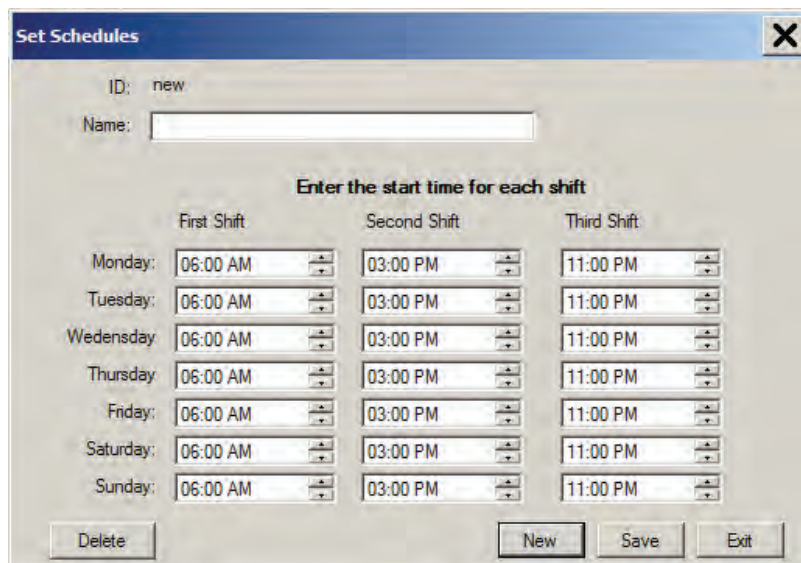 Set Schedules
ID: new
Name:
Enter the start time for each shift
First Shift Second Shift Third Shift
Monday: 06:00 AM 03:00 PM 11:00 PM
Tuesday: 06:00 AM 03:00 PM 11:00 PM
Wedensday 06:00 AM 03:00 PM 11:00 PM
Thursday 06:00 AM 03:00 PM 11:00 PM
Friday: 06:00 AM 03:00 PM 11:00 PM
Saturday: 06:00 AM 03:00 PM 11:00 PM
Sunday: 06:00 AM 03:00 PM 11:00 PM
Delete New Save Exit